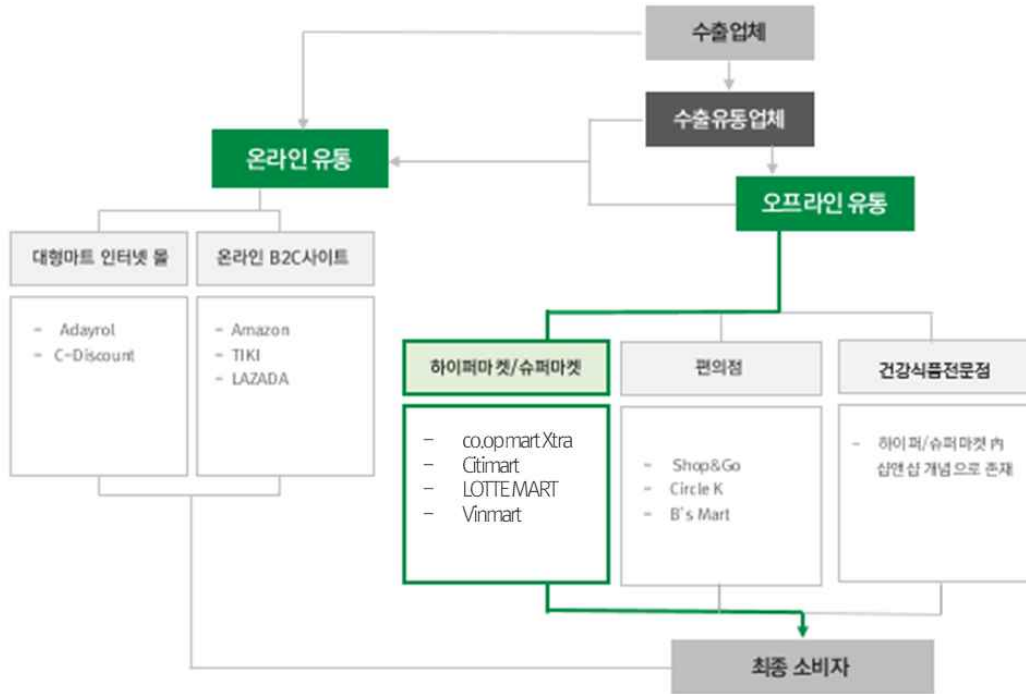 수출업체
수출유통업체
온라인 유통
오프라인 유통
대형마트 인터넷 몰
온라인 B2C사이트
- Adayrol
- C-Discount
- Amazon
- TIKI
- LAZADA
하이퍼마켓/슈퍼마켓
편의점
건강식품전문점
- co.opmart Xtra
- Citimart
- LOTTE MART
- Vinmart
- Shop&Go
- Circle K
- B's Mart
- 하이퍼/슈퍼마켓 內
샵앤샵 개념으로 존재
최종 소비자